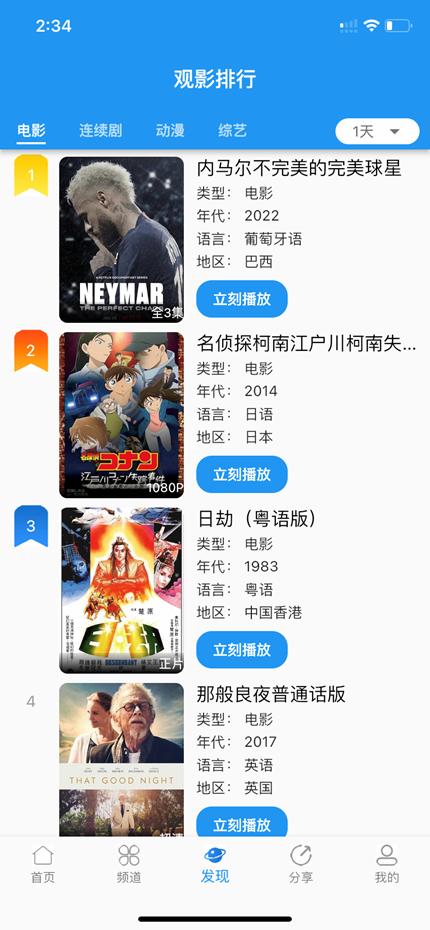 2:34
观影排行
电影 连续剧 动漫 综艺 1天
1
内马尔不完美的完美球星
类型： 电影
年代： 2022
语言： 葡萄牙语
地区： 巴西
立刻播放
NEYMAR
THE PERFECT CHAOS
全3集
2
名侦探柯南江户川柯南失...
类型： 电影
年代： 2014
语言： 日语
地区： 日本
立刻播放
名探偵コナン
江戸川コナン失踪事件
1080P
3
日劫（粤语版）
类型： 电影
年代： 1983
语言： 粤语
地区： 中国香港
立刻播放
楚原
日劫
DESCENDANT
正片
4
那般良夜普通话版
类型： 电影
年代： 2017
语言： 英语
地区： 英国
立刻播放
THAT GOOD NIGHT
首页 频道 发现 分享 我的